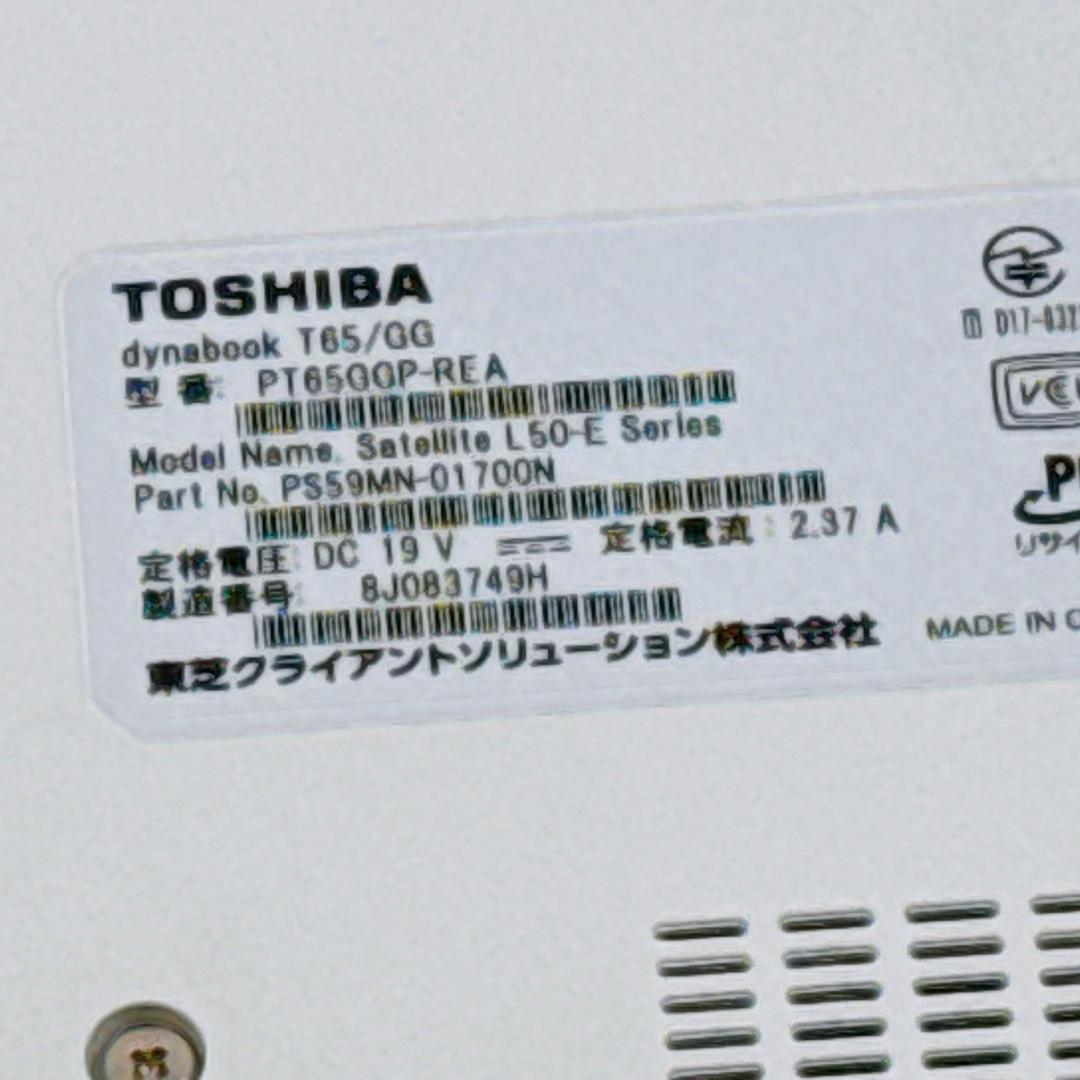 TOSHIBA
dynabook T65/GG
型 番: PT65GGP-REA
Model Name: Satellite L50-E Series
Part No. PS59MN-01700N
定格電圧: DC 19 V 定格電流: 2.37 A
製造番号: 8J083749H
東芝クライアントソリューション株式会社
MADE IN C